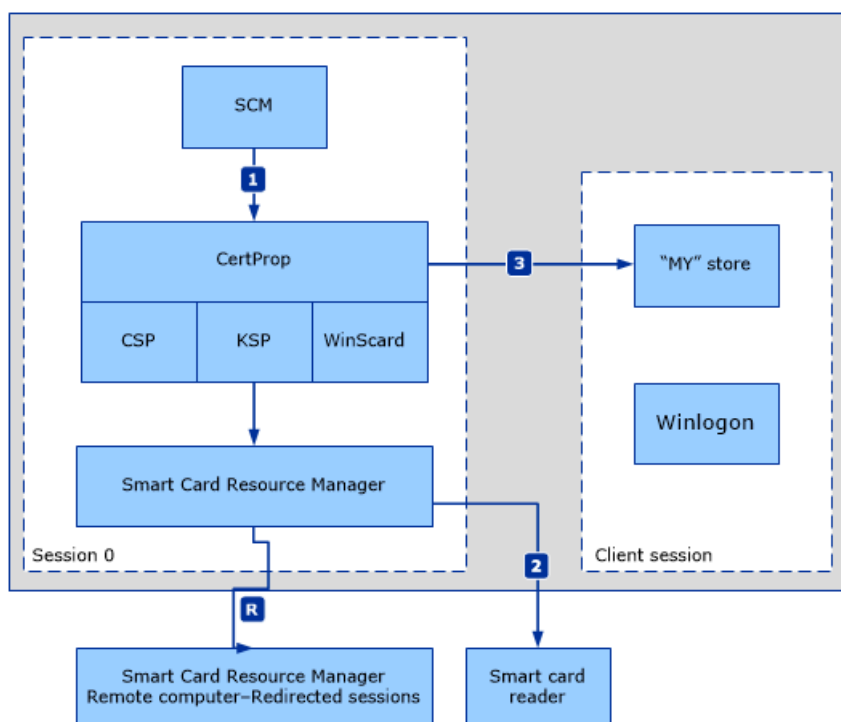 SCM
1
CertProp
3
“MY” store
CSP
KSP
WinScard
Winlogon
Smart Card Resource Manager
Session 0
Client session
2
R
Smart Card Resource Manager
Remote computer–Redirected sessions
Smart card
reader